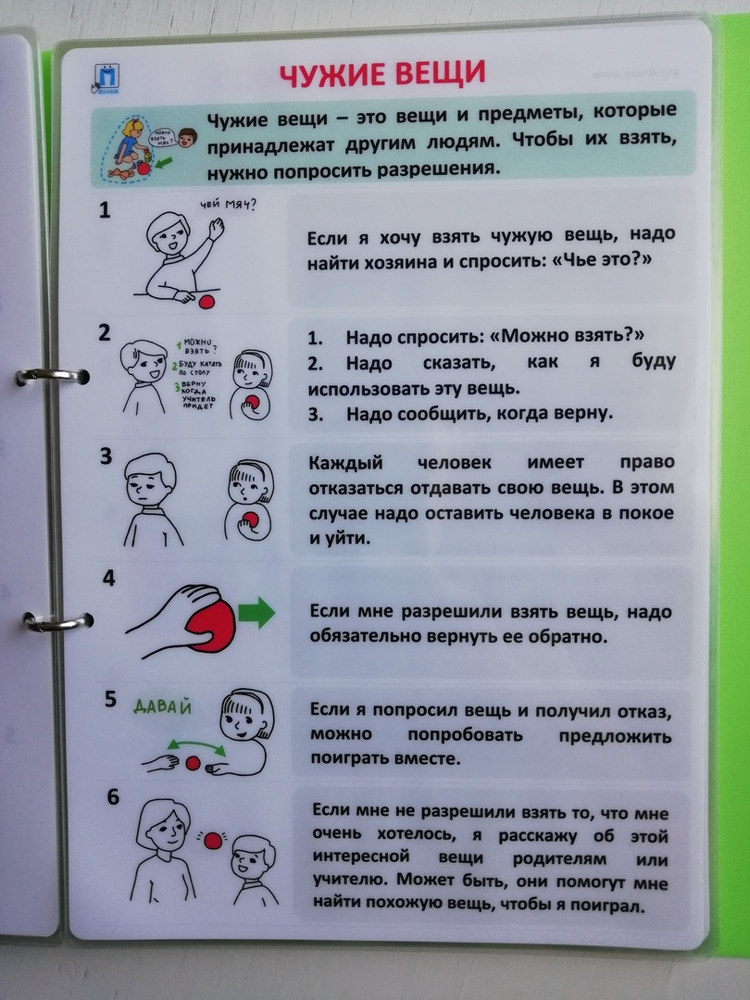 ПЛАНИК
ЧУЖИЕ ВЕЩИ
www.planik.org
МОЖНО
ВЗЯТЬ
МЯЧ?
Чужие вещи – это вещи и предметы, которые
принадлежат другим людям. Чтобы их взять,
нужно попросить разрешения.
1
ЧЕЙ МЯЧ?
Если я хочу взять чужую вещь, надо
найти хозяина и спросить: «Чье это?»
2
1 МОЖНО
ВЗЯТЬ?
2 БУДУ КАТАТЬ
ПО СТОЛУ
3 ВЕРНУ
КОГДА
УЧИТЕЛЬ
ПРИДЕТ
1. Надо спросить: «Можно взять?»
2. Надо сказать, как я буду
использовать эту вещь.
3. Надо сообщить, когда верну.
3
Каждый человек имеет право
отказаться отдавать свою вещь. В этом
случае надо оставить человека в покое
и уйти.
4
Если мне разрешили взять вещь, надо
обязательно вернуть ее обратно.
5
ДАВАЙ
Если я попросил вещь и получил отказ,
можно попробовать предложить
поиграть вместе.
6
Если мне не разрешили взять то, что мне
очень хотелось, я расскажу об этой
интересной вещи родителям или
учителю. Может быть, они помогут мне
найти похожую вещь, чтобы я поиграл.